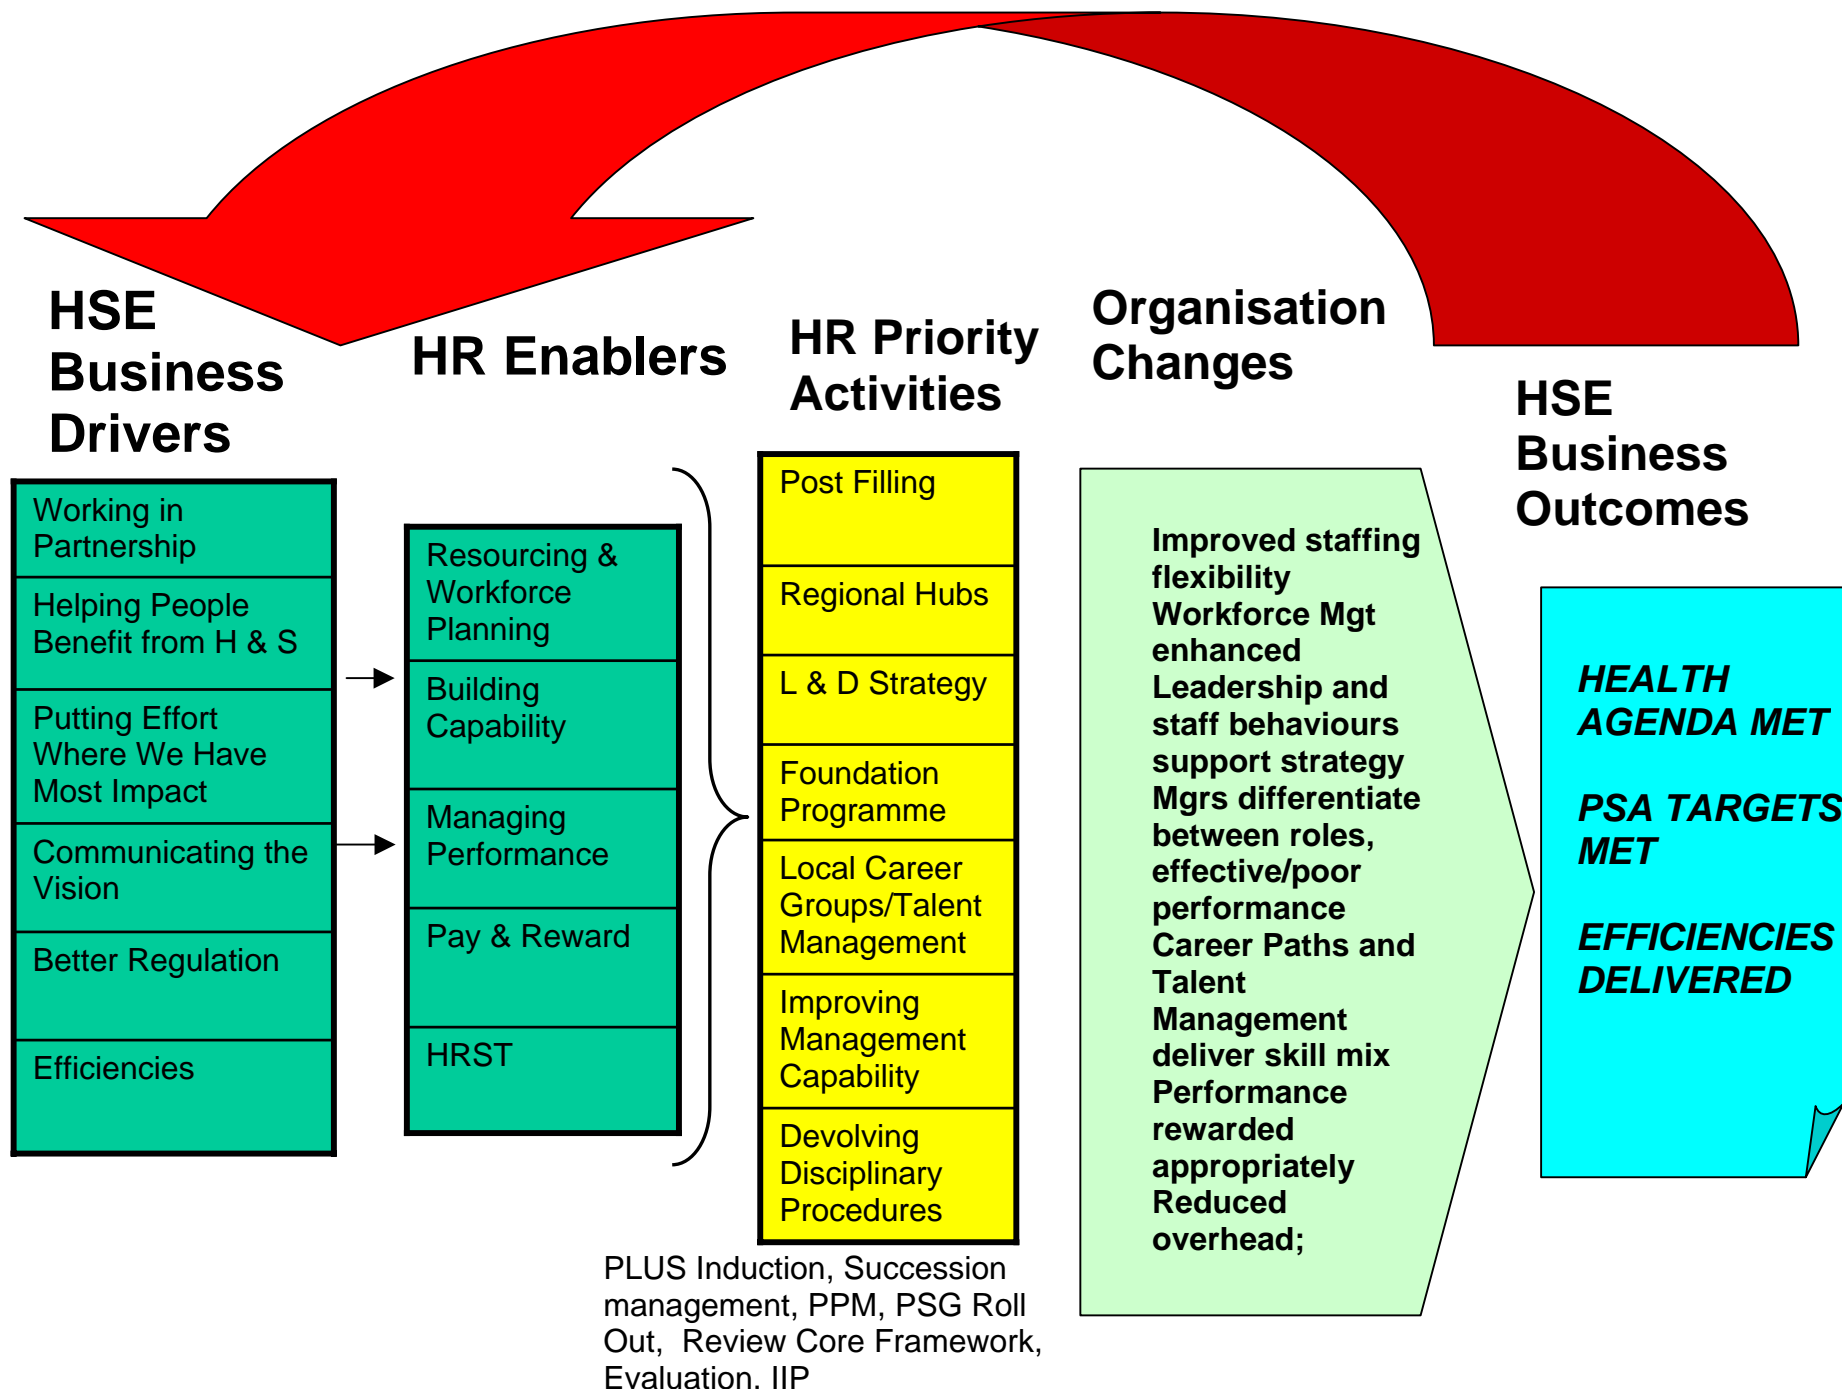 HSE
Business
Drivers
Working in
Partnership
Helping People
Benefit from H & S
Putting Effort
Where We Have
Most Impact
Communicating the
Vision
Better Regulation
Efficiencies
HR Enablers
Resourcing &
Workforce
Planning
Building
Capability
Managing
Performance
Pay & Reward
HRST
HR Priority
Activities
Post Filling
Regional Hubs
L & D Strategy
Foundation
Programme
Local Career
Groups/Talent
Management
Improving
Management
Capability
Devolving
Disciplinary
Procedures
PLUS Induction, Succession
management, PPM, PSG Roll
Out,  Review Core Framework,
Evaluation, IIP
Organisation
Changes
Improved staffing
flexibility
Workforce Mgt
enhanced
Leadership and
staff behaviours
support strategy
Mgrs differentiate
between roles,
effective/poor
performance
Career Paths and
Talent
Management
deliver skill mix
Performance
rewarded
appropriately
Reduced
overhead;
HSE
Business
Outcomes
HEALTH
AGENDA MET
PSA TARGETS
MET
EFFICIENCIES
DELIVERED